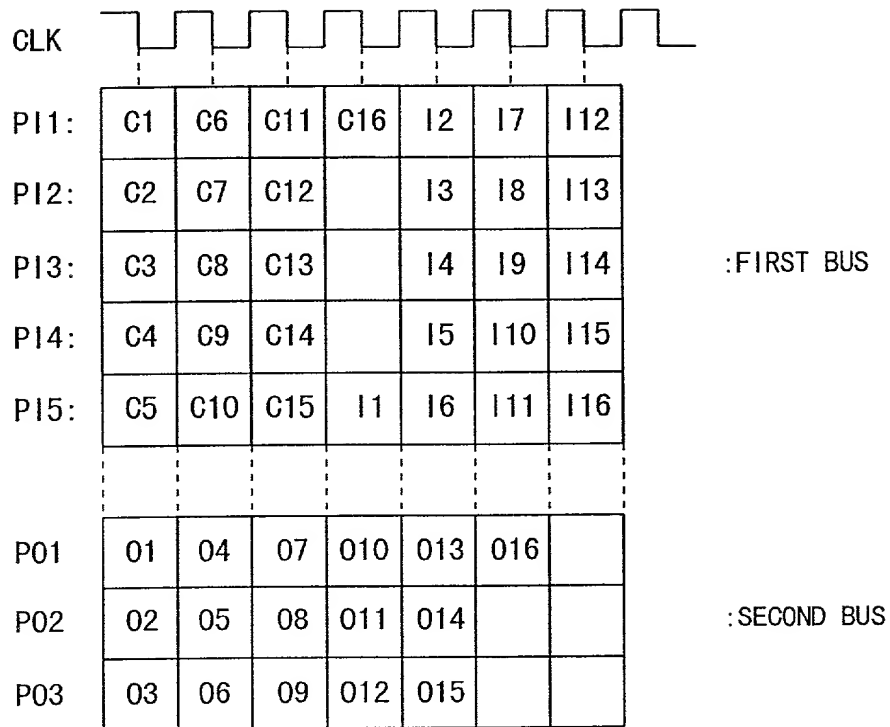 CLK
PI1: C1 C6 C11 C16 I2 I7 I12
PI2: C2 C7 C12 I3 I8 I13
PI3: C3 C8 C13 I4 I9 I14 :FIRST BUS
PI4: C4 C9 C14 I5 I10 I15
PI5: C5 C10 C15 I1 I6 I11 I16
PO1 O1 O4 O7 O10 O13 O16
PO2 O2 O5 O8 O11 O14 :SECOND BUS
PO3 O3 O6 O9 O12 O15